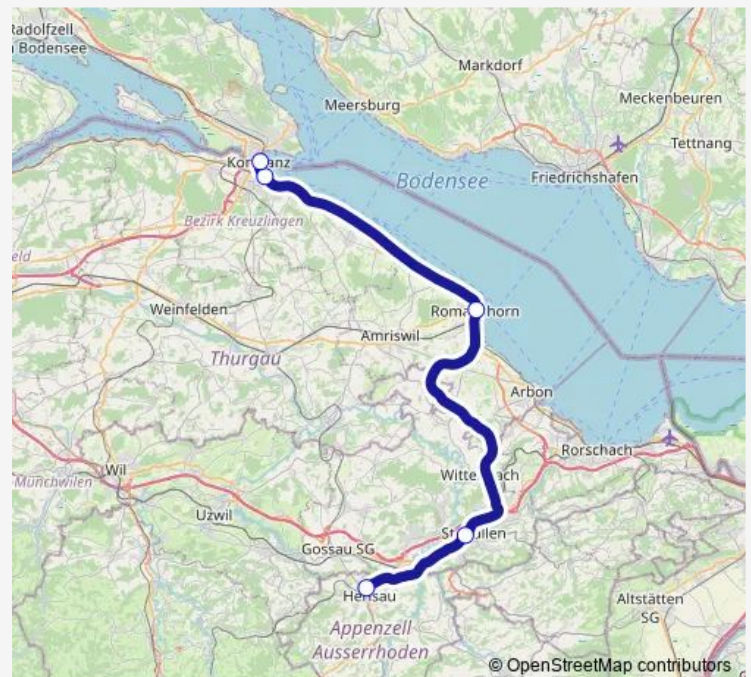 Radolfzell
Bodensee
Markdorf
Meersburg
Meckenbeuren
Tettnang
Friedrichshafen
Bodensee
Bezirk Kreuzlingen
Weinfelden
Amriswil
Thurgau
Arbon
Rorschach
Wil
Münchwilen
Uzwil
Gossau SG
Altstätten
SG
Appenzell
Ausserrhoden
© OpenStreetMap contributors